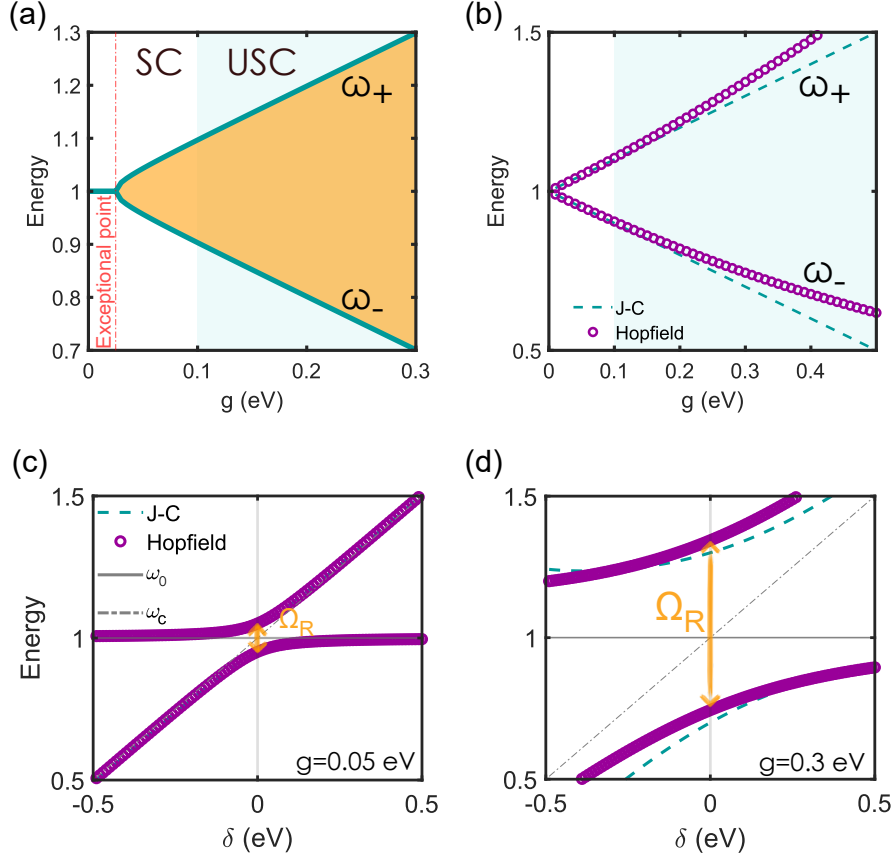 (a)
1.3
1.2
1.1
1
0.9
0.8
0.7
Energy
SC
USC
ω+
ω-
Exceptional point
0
0.1
0.2
0.3
g (eV)
(b)
1.5
1
0.5
Energy
ω+
ω-
J-C
Hopfield
0
0.1
0.2
0.3
0.4
g (eV)
(c)
1.5
1
0.5
Energy
J-C
Hopfield
ω0
ωc
ΩR
g=0.05 eV
-0.5
0
0.5
δ (eV)
(d)
1.5
1
0.5
ΩR
g=0.3 eV
-0.5
0
0.5
δ (eV)